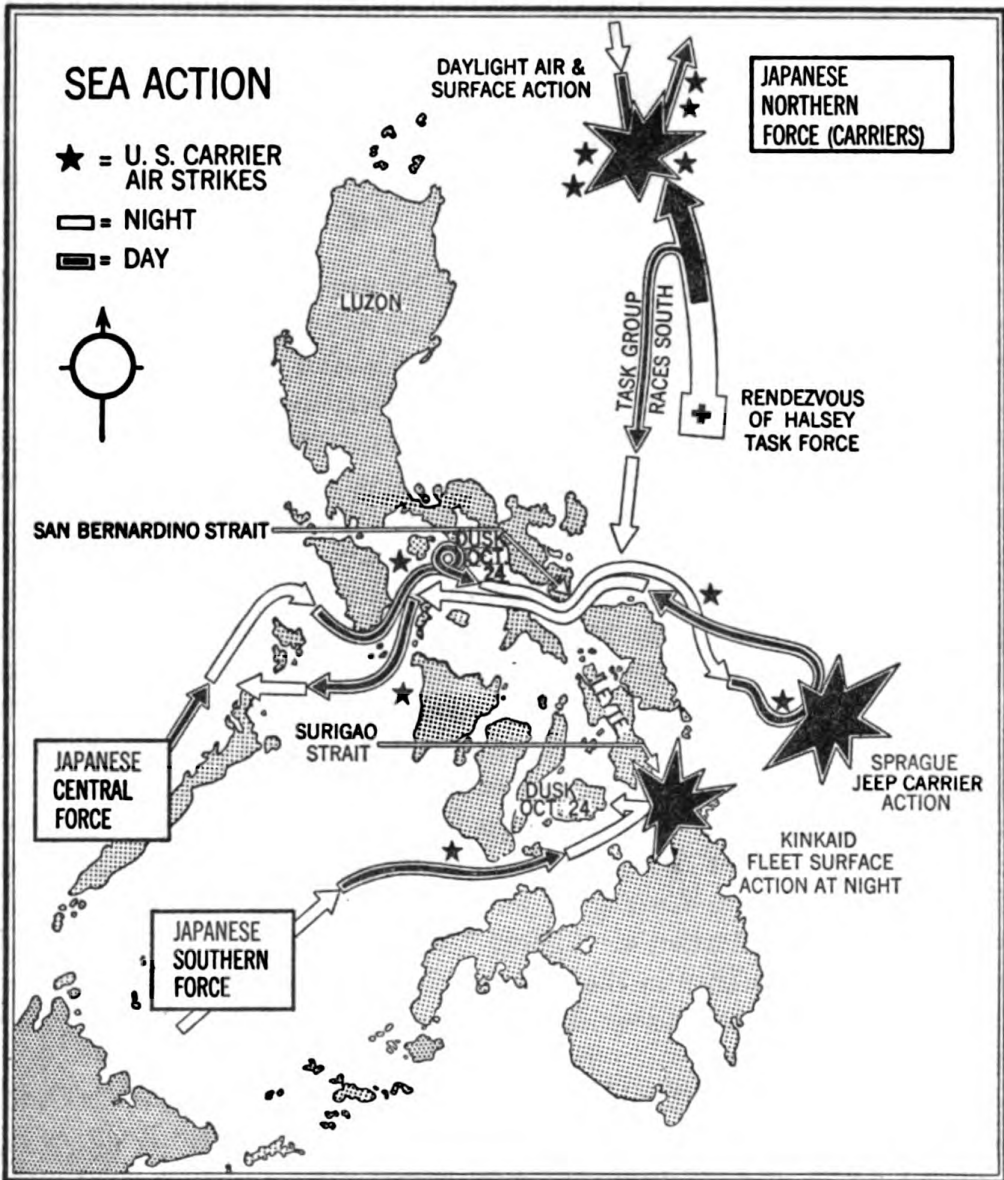 SEA ACTION
★ = U. S. CARRIER
AIR STRIKES
= NIGHT
= DAY
DAYLIGHT AIR &
SURFACE ACTION
JAPANESE
NORTHERN
FORCE (CARRIERS)
LUZON
TASK GROUP
RACES SOUTH
RENDEZVOUS
OF HALSEY
TASK FORCE
SAN BERNARDINO STRAIT
DUSK
OCT.
24
LEYTE
SURIGAO
STRAIT
JAPANESE
CENTRAL
FORCE
DUSK
OCT. 24
SPRAGUE
JEEP CARRIER
ACTION
KINKAID
FLEET SURFACE
ACTION AT NIGHT
JAPANESE
SOUTHERN
FORCE